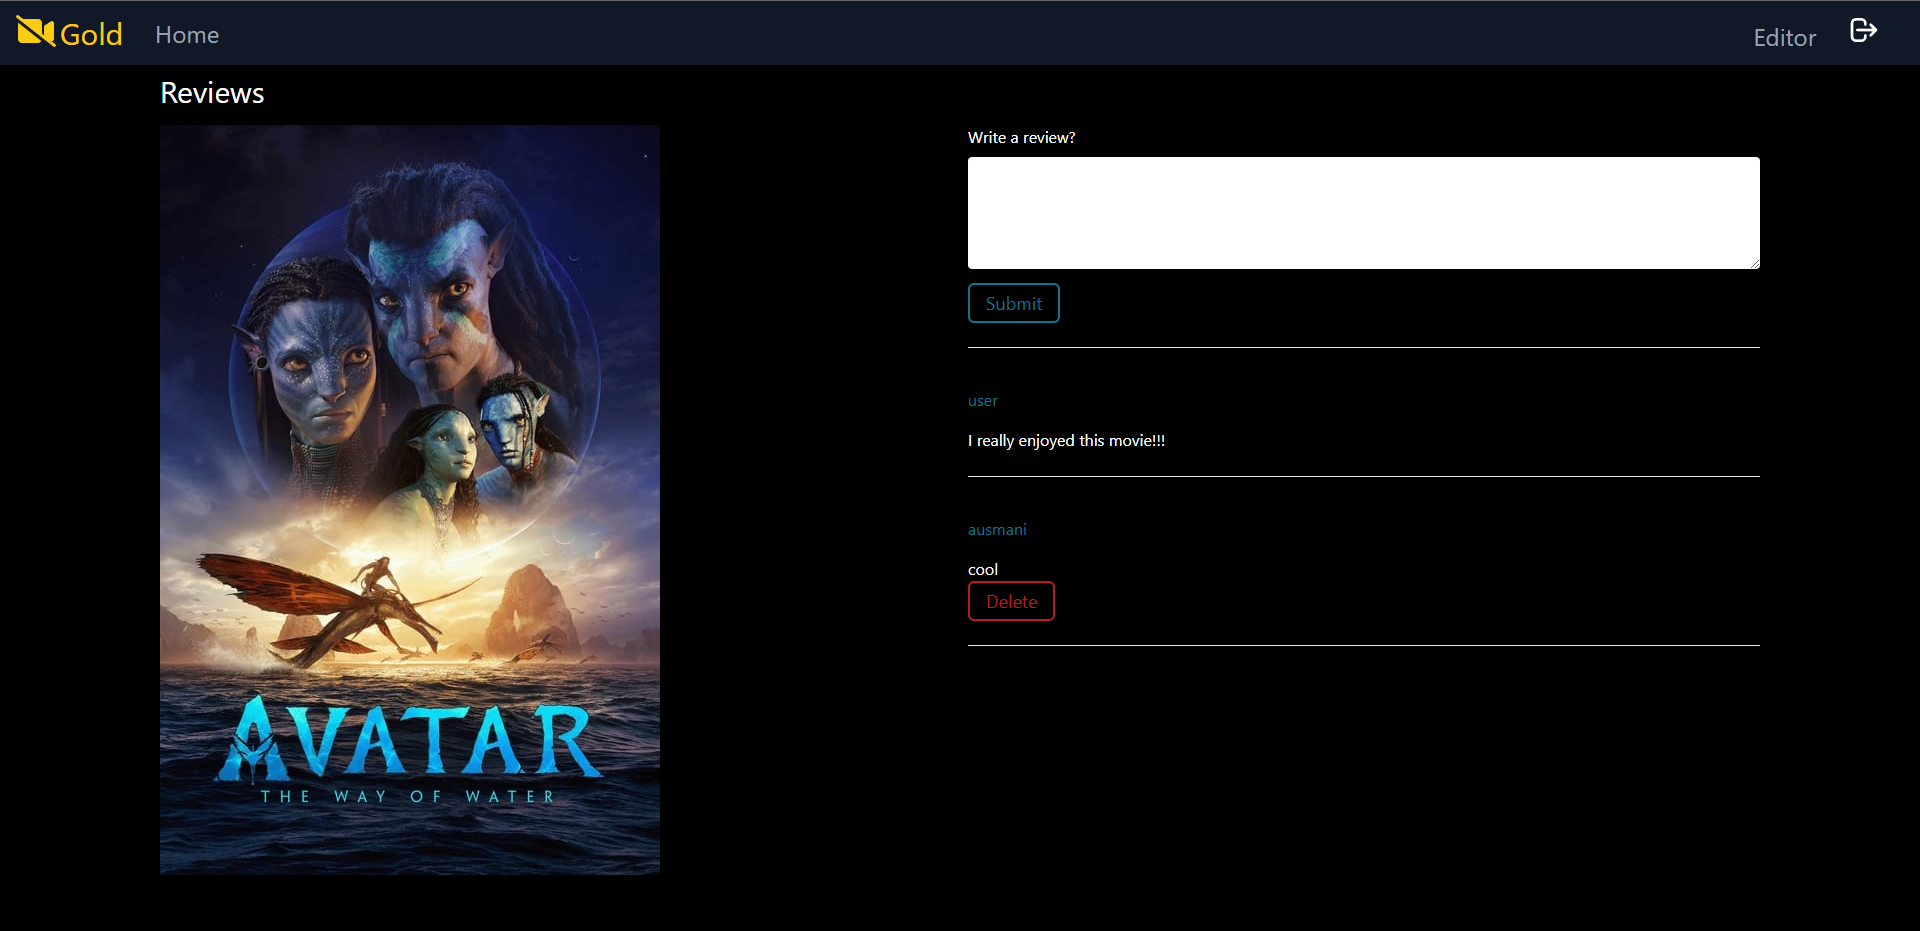 Gold
Home
Editor
Reviews
Write a review?
Submit
user
I really enjoyed this movie!!!
ausmani
cool
Delete
AVATAR
THE WAY OF WATER